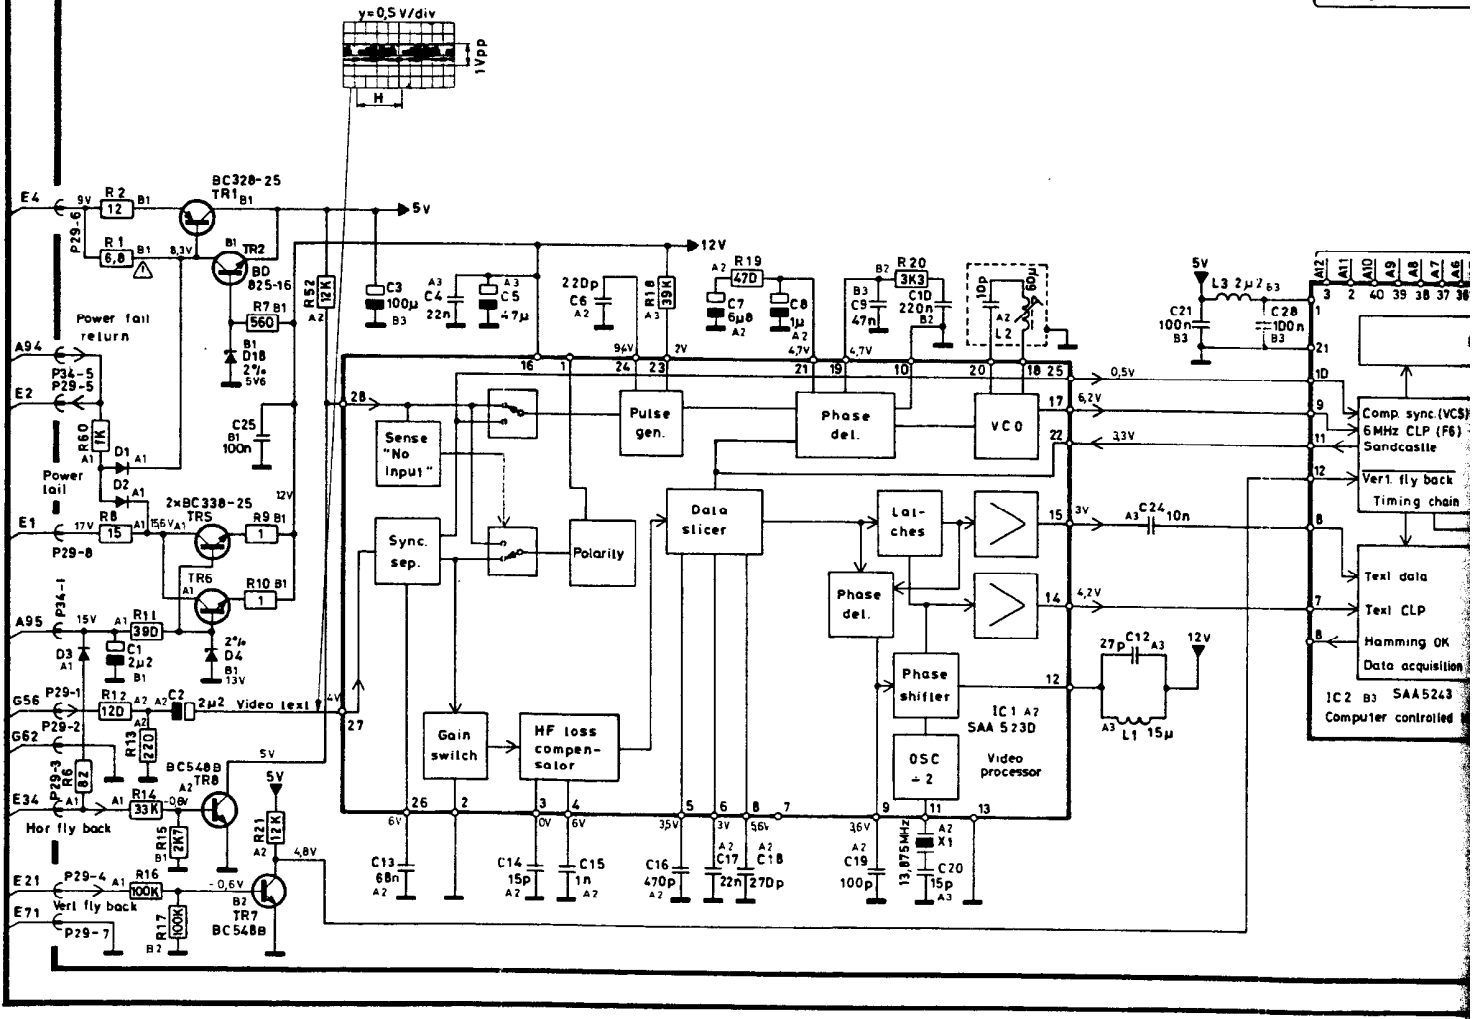 y=0,5V/div
1Vpp
H
BC328-25
TR1 B1
E4
9V
R2
12
B1
5V
P29-6
R1
6,8
B1
8,3V
B1
TR2
BD
825-16
12V
R7 B1
560
B1
D18
2%
5V6
Power fail
return
A94
P34-5
P29-5
E2
R60
1K
A1
D1
A1
D2
A1
Power
fail
C25
B1
100n
12V
2xBC338-25
TR5
R9 B1
1
E1
17V
R8
15
15,6V
A1
P29-8
TR6
A1
R10 B1
1
P34-1
A95
15V
A1
R11
390
D3
A1
C1
2µ2
B1
2%
D4
B1
13V
G56
P29-1
R12
120
A2
A2
C2
2µ2
Video text
4V
27
G62
P29-2
A2
R13
220
P29-3
R6
82
5V
BC548B
TR8
5V
E34
A1
A1
R14
33K
A2
-0,6V
Hor fly back
R15
2K7
B1
R21
12K
A2
4,8V
E21
P29-4
A1
R16
100K
-0,6V
Vert fly back
B2
TR7
BC548B
E71
P29-7
R17
100K
B2
R52
12K
A2
C3
100µ
B3
A3
C4
22n
A3
C5
47µ
220p
C6
A2
R18
39K
A3
A2
R19
470
C7
6µ8
A2
C8
1µ
A2
B2
R20
3K3
B3
C9
47n
C10
220n
B2
10p
60µ
A2
L2
9,4V
2V
4,7V
4,7V
16
1
24
23
21
19
10
20
18
25
0,5V
28
Sense
"No
input"
Pulse
gen.
Phase
del.
VCO
17
6,2V
22
3,3V
Sync.
sep.
Polarity
Data
slicer
Lat-
ches
15
3V
A3
C24
10n
Phase
del.
14
4,2V
Phase
shifter
12
27p
C12
A3
12V
A3
L1
15µ
Gain
switch
HF loss
compen-
sator
OSC
÷2
IC1 A2
SAA 5230
Video
processor
26
6V
2
3
0V
4
6V
5
3,5V
6
3V
8
5,6V
7
9
3,6V
11
13
C13
68n
A2
C14
15p
A2
C15
1n
A2
C16
470p
A2
A2
C17
22n
A2
C18
270p
A2
C19
100p
13,875MHz
A2
X1
C20
15p
A3
5V
L3 2µ2
B3
C21
100n
B3
C28
100n
B3
A12
A11
A10
A9
A8
A7
A6
3
2
40
39
38
37
36
1
21
10
9
11
12
8
7
8
Comp. sync.(VCS)
6MHz CLP (F6)
Sandcastle
Vert. fly back
Timing chain
Text data
Text CLP
Hamming OK
Data acquisition
IC2 B3 SAA5243
Computer controlled